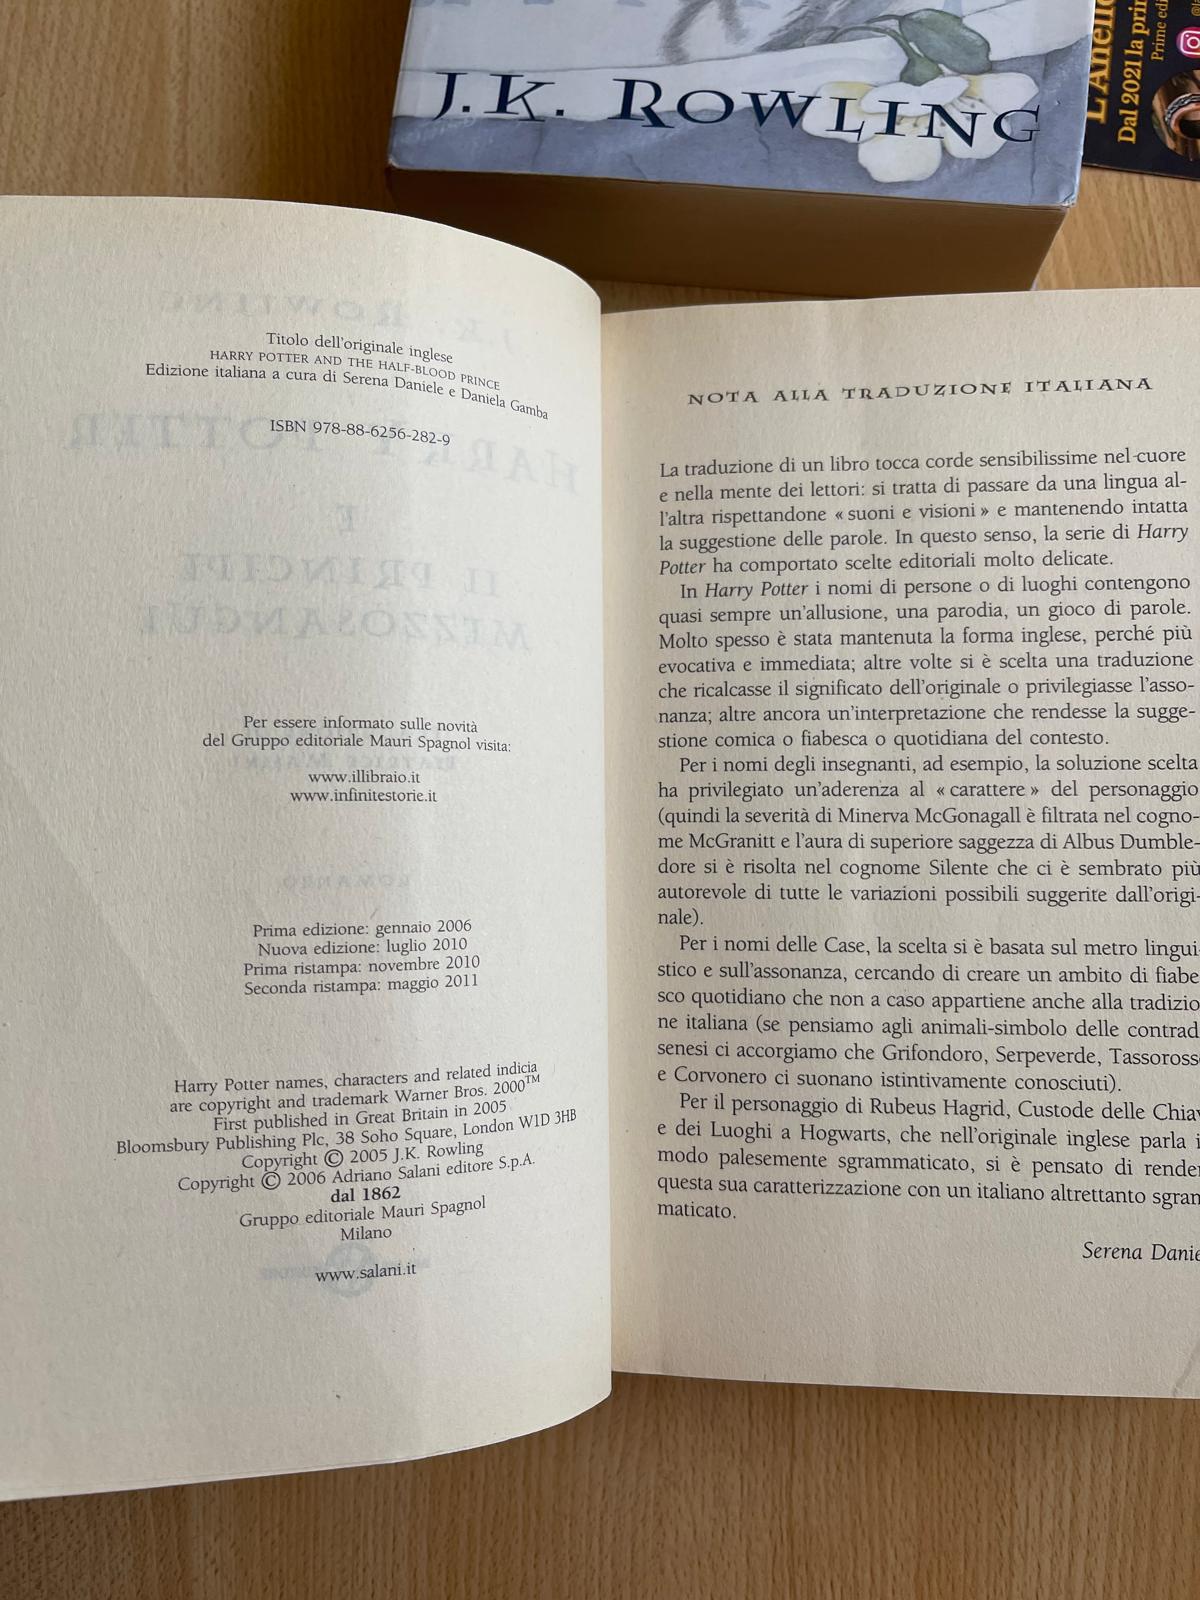 J.K. ROWLING
L'Anello
Dal 2021 la prim
Prime edi
Titolo dell'originale inglese
HARRY POTTER AND THE HALF-BLOOD PRINCE
Edizione italiana a cura di Serena Daniele e Daniela Gamba
ISBN 978-88-6256-282-9
Per essere informato sulle novità
del Gruppo editoriale Mauri Spagnol visita:
www.illibraio.it
www.infinitestorie.it
Prima edizione: gennaio 2006
Nuova edizione: luglio 2010
Prima ristampa: novembre 2010
Seconda ristampa: maggio 2011
Harry Potter names, characters and related indicia
are copyright and trademark Warner Bros. 2000™
First published in Great Britain in 2005
Bloomsbury Publishing Plc, 38 Soho Square, London W1D 3HB
Copyright © 2005 J.K. Rowling
Copyright © 2006 Adriano Salani editore S.p.A.
dal 1862
Gruppo editoriale Mauri Spagnol
Milano
www.salani.it
NOTA ALLA TRADUZIONE ITALIANA
La traduzione di un libro tocca corde sensibilissime nel cuore
e nella mente dei lettori: si tratta di passare da una lingua al-
l'altra rispettandone «suoni e visioni» e mantenendo intatta
la suggestione delle parole. In questo senso, la serie di Harry
Potter ha comportato scelte editoriali molto delicate.
In Harry Potter i nomi di persone o di luoghi contengono
quasi sempre un'allusione, una parodia, un gioco di parole.
Molto spesso è stata mantenuta la forma inglese, perché più
evocativa e immediata; altre volte si è scelta una traduzione
che ricalcasse il significato dell'originale o privilegiasse l'asso-
nanza; altre ancora un'interpretazione che rendesse la sugge-
stione comica o fiabesca o quotidiana del contesto.
Per i nomi degli insegnanti, ad esempio, la soluzione scelta
ha privilegiato un'aderenza al «carattere» del personaggio
(quindi la severità di Minerva McGonagall è filtrata nel cogno-
me McGranitt e l'aura di superiore saggezza di Albus Dumble-
dore si è risolta nel cognome Silente che ci è sembrato più
autorevole di tutte le variazioni possibili suggerite dall'origi-
nale).
Per i nomi delle Case, la scelta si è basata sul metro lingui-
stico e sull'assonanza, cercando di creare un ambito di fiabe
sco quotidiano che non a caso appartiene anche alla tradizio
ne italiana (se pensiamo agli animali-simbolo delle contrad
senesi ci accorgiamo che Grifondoro, Serpeverde, Tassorosso
e Corvonero ci suonano istintivamente conosciuti).
Per il personaggio di Rubeus Hagrid, Custode delle Chiav
e dei Luoghi a Hogwarts, che nell'originale inglese parla i
modo palesemente sgrammaticato, si è pensato di render
questa sua caratterizzazione con un italiano altrettanto sgram
maticato.
Serena Danie